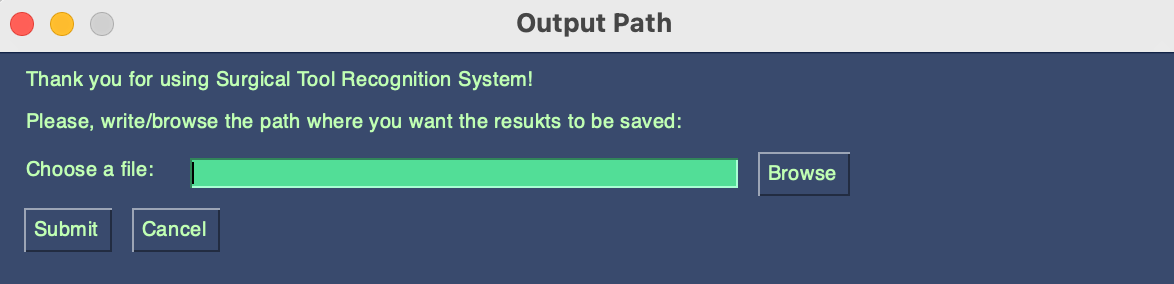 Output Path
Thank you for using Surgical Tool Recognition System!
Please, write/browse the path where you want the resukts to be saved:
Choose a file: Browse
Submit Cancel